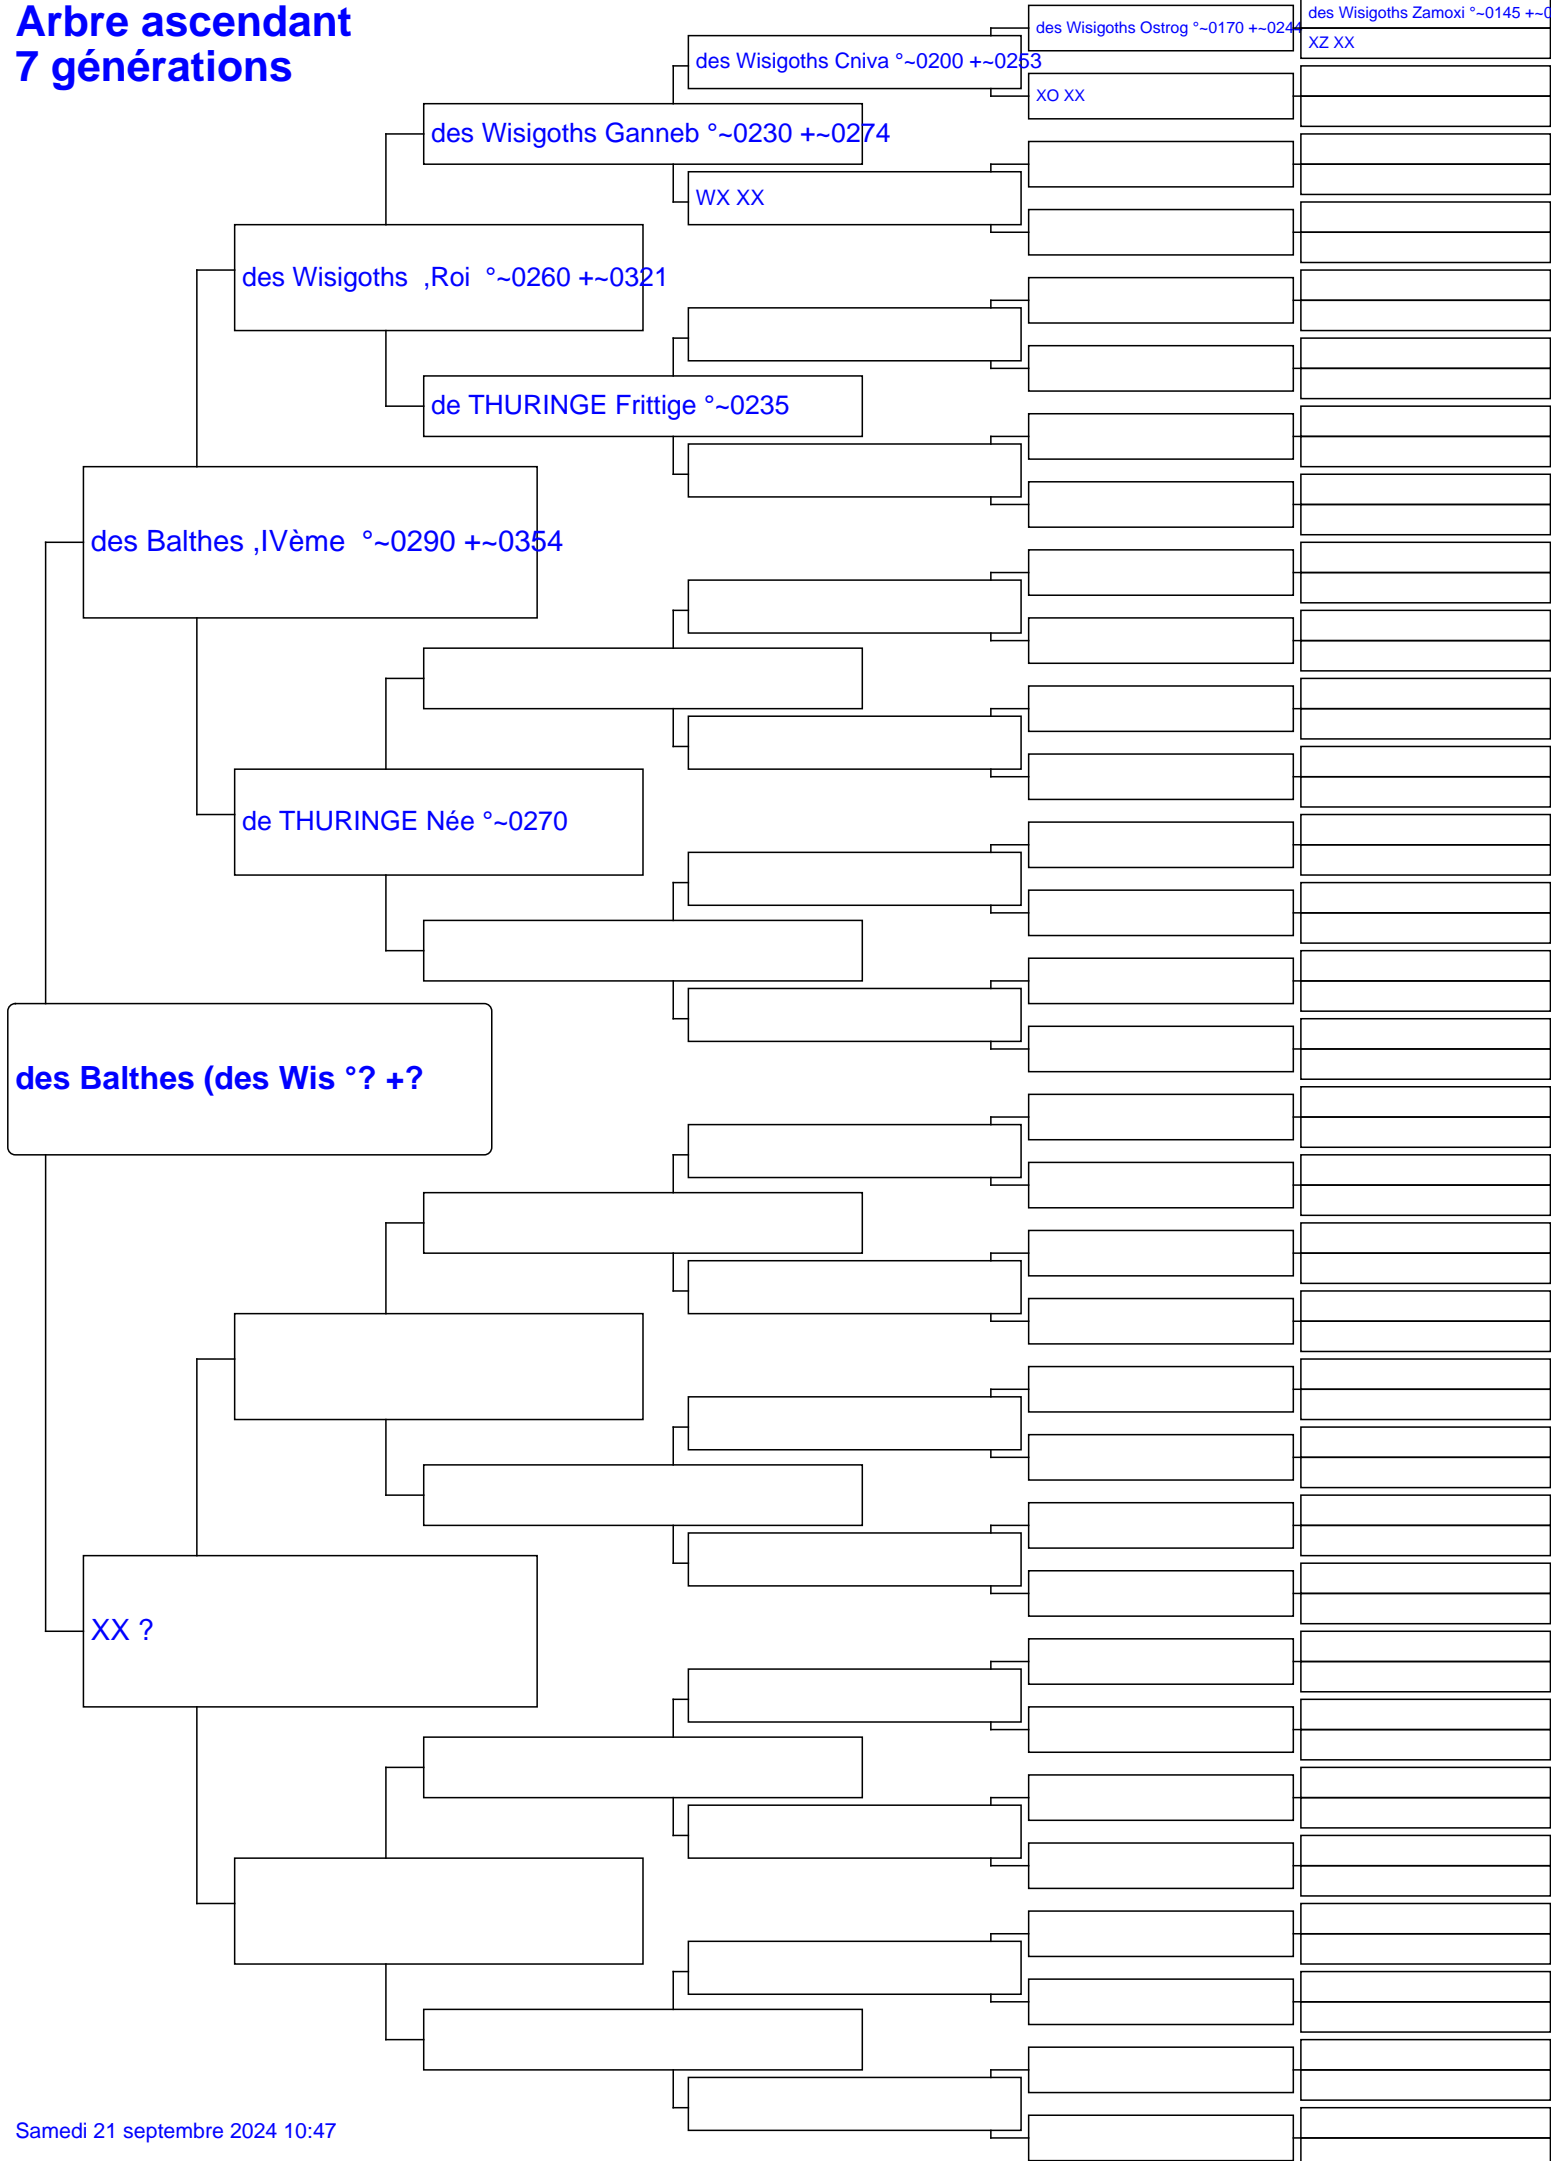 Arbre ascendant
7 générations
des Wisigoths Zamoxi °~0145 +~0
des Wisigoths Ostrog °~0170 +~0244
XZ XX
des Wisigoths Cniva °~0200 +~0253
XO XX
des Wisigoths Ganneb °~0230 +~0274
WX XX
des Wisigoths ,Roi °~0260 +~0321
de THURINGE Frittige °~0235
des Balthes ,IVème °~0290 +~0354
de THURINGE Née °~0270
des Balthes (des Wis °? +?
XX ?
Samedi 21 septembre 2024 10:47